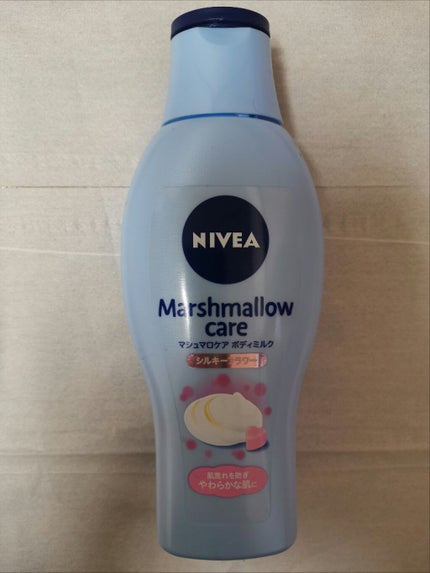 NIVEA
Marshmallow
care
マシュマロケア ボディミルク
シルキーフラワー
肌荒れを防ぎ
やわらかな肌に